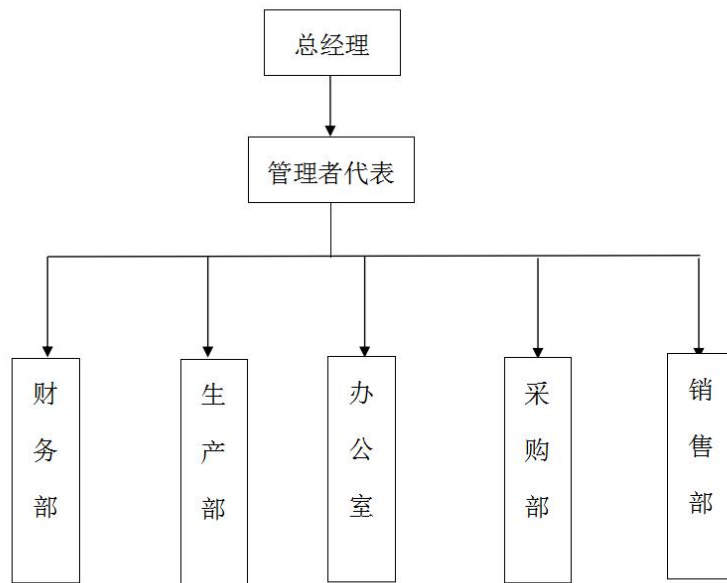 总经理
管理者代表
财务部
生产部
办公室
采购部
销售部